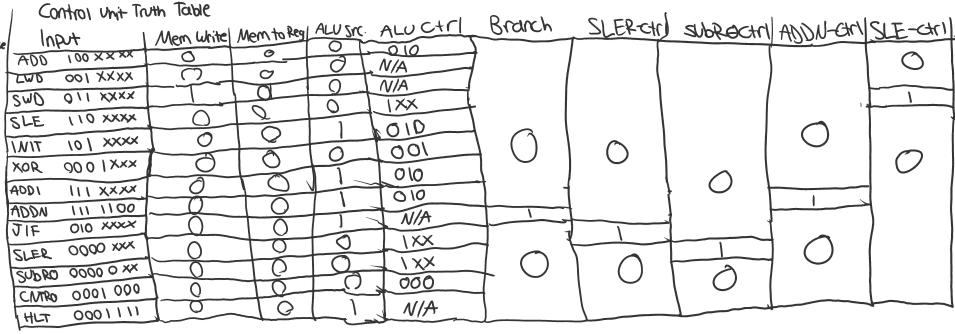 Control Unit Truth Table
Input Mem Write Mem to Reg ALU Src. ALU Ctrl Branch SLER-Ctrl SUBRO-Ctrl ADDN-Ctrl SLE-Ctrl
ADD 100 XXXX 0 0 0 010 0
LWD 001 XXXX 0 0 0 N/A
SWD 011 XXXX 1 0 0 N/A
SLE 110 XXXX 0 0 0 1XX 1
INIT 101 XXXX 0 0 1 010 0 0 0 0
XOR 0001XXX 0 0 0 001
ADDI 111 XXXX 0 0 1 010 0
ADDN 111 1100 0 0 1 010 1
JIF 010 XXXX 0 0 1 N/A 1
SLER 0000 XXX 0 0 0 1XX 1
SUBRO 0000 0 XX 0 0 0 1XX 0 0 1 0
CNTRO 0001 000 0 0 0 000 0
HLT 0001111 0 0 1 N/A